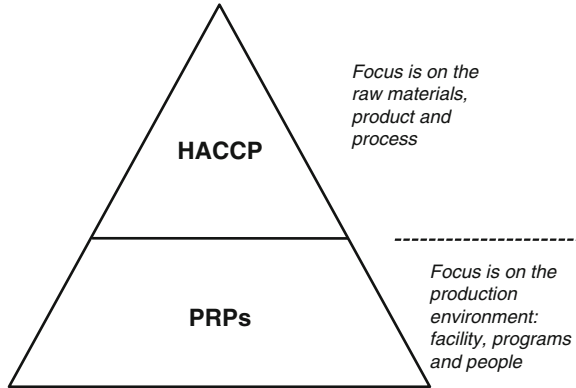 Focus is on the
raw materials,
product and
process
HACCP
Focus is on the
production
environment:
facility, programs
and people
PRPs